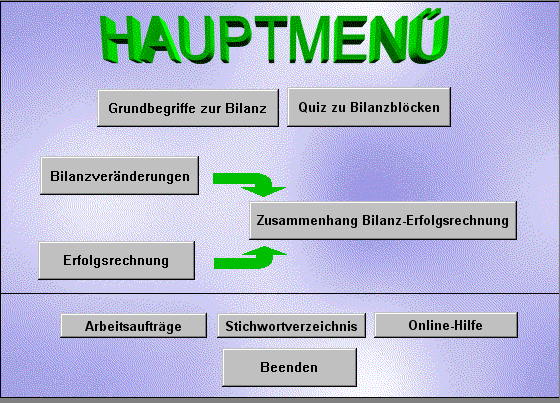 HAUPTMENÜ
Grundbegriffe zur Bilanz
Quiz zu Bilanzblöcken
Bilanzveränderungen
Zusammenhang Bilanz-Erfolgsrechnung
Erfolgsrechnung
Arbeitsaufträge
Stichwortverzeichnis
Online-Hilfe
Beenden